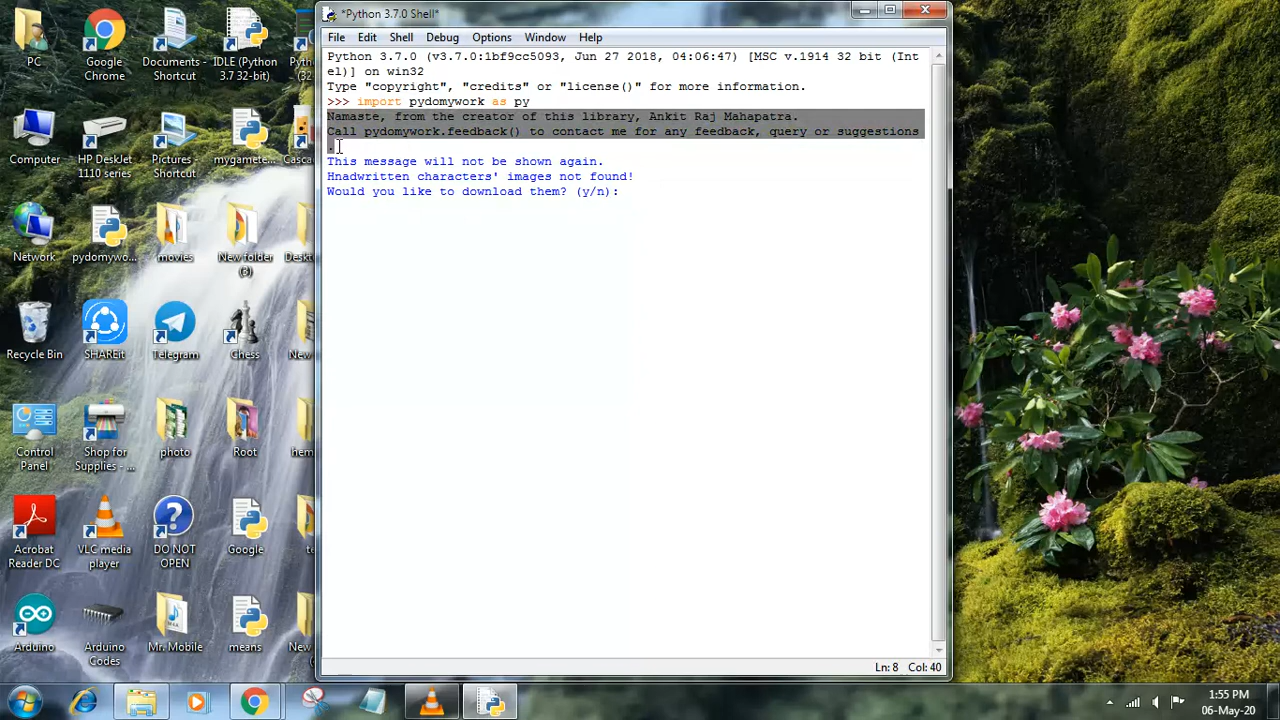 *Python 3.7.0 Shell*
File Edit Shell Debug Options Window Help
Python 3.7.0 (v3.7.0:1bf9cc5093, Jun 27 2018, 04:06:47) [MSC v.1914 32 bit (Int
el)] on win32
Type "copyright", "credits" or "license()" for more information.
>>> import pydomywork as py
Namaste, from the creator of this library, Ankit Raj Mahapatra.
Call pydomywork.feedback() to contact me for any feedback, query or suggestions
.
This message will not be shown again.
Hnadwritten characters' images not found!
Would you like to download them? (y/n):
Ln: 8 Col: 40
PC
Google
Chrome
Documents -
Shortcut
IDLE (Python
3.7 32-bit)
Computer
HP DeskJet
1110 series
Pictures -
Shortcut
mygamete...
Network
pydomywo...
movies
New folder
(3)
Recycle Bin
SHAREit
Telegram
Chess
Control
Panel
Shop for
Supplies - ...
photo
Root
Acrobat
Reader DC
VLC media
player
DO NOT
OPEN
Google
Arduino
Arduino
Codes
Mr. Mobile
means
1:55 PM
06-May-20